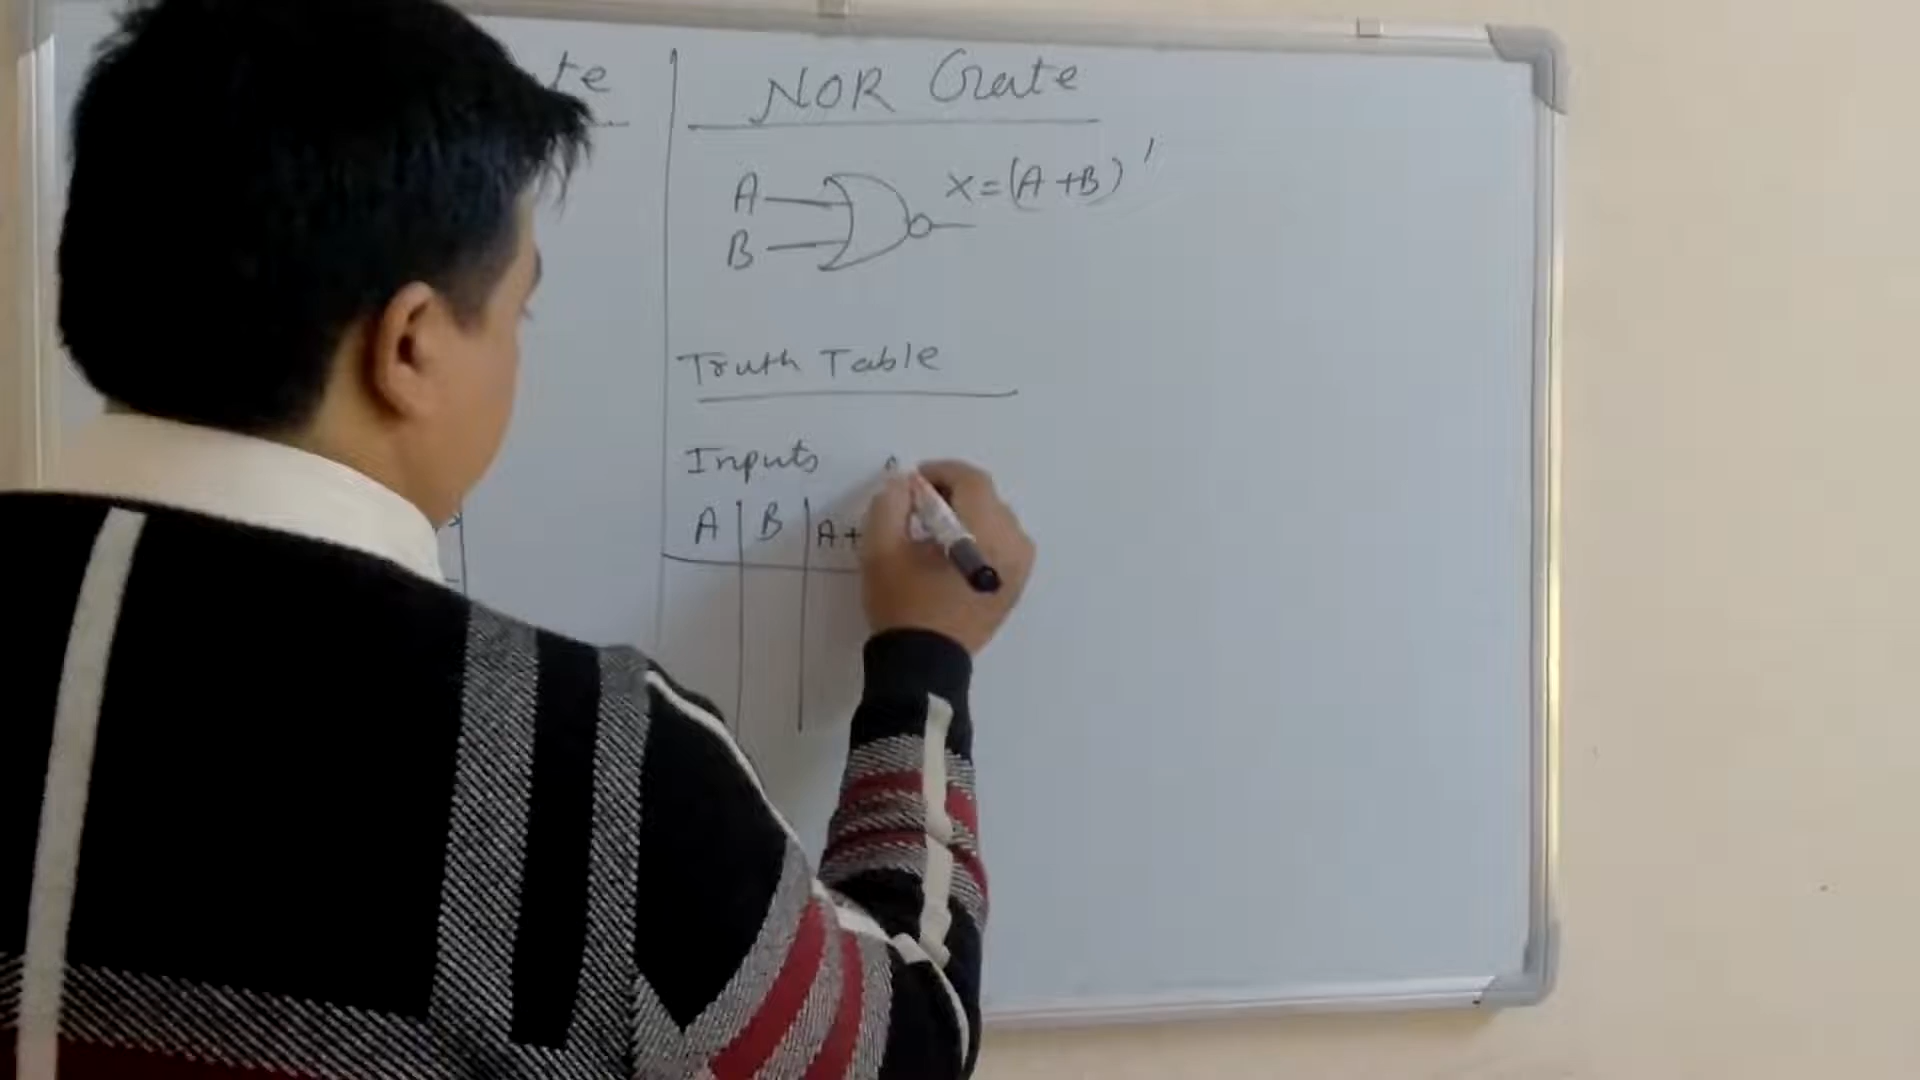 te
NOR Gate
A
B
X=(A+B)'
Truth Table
Inputs
A B A+